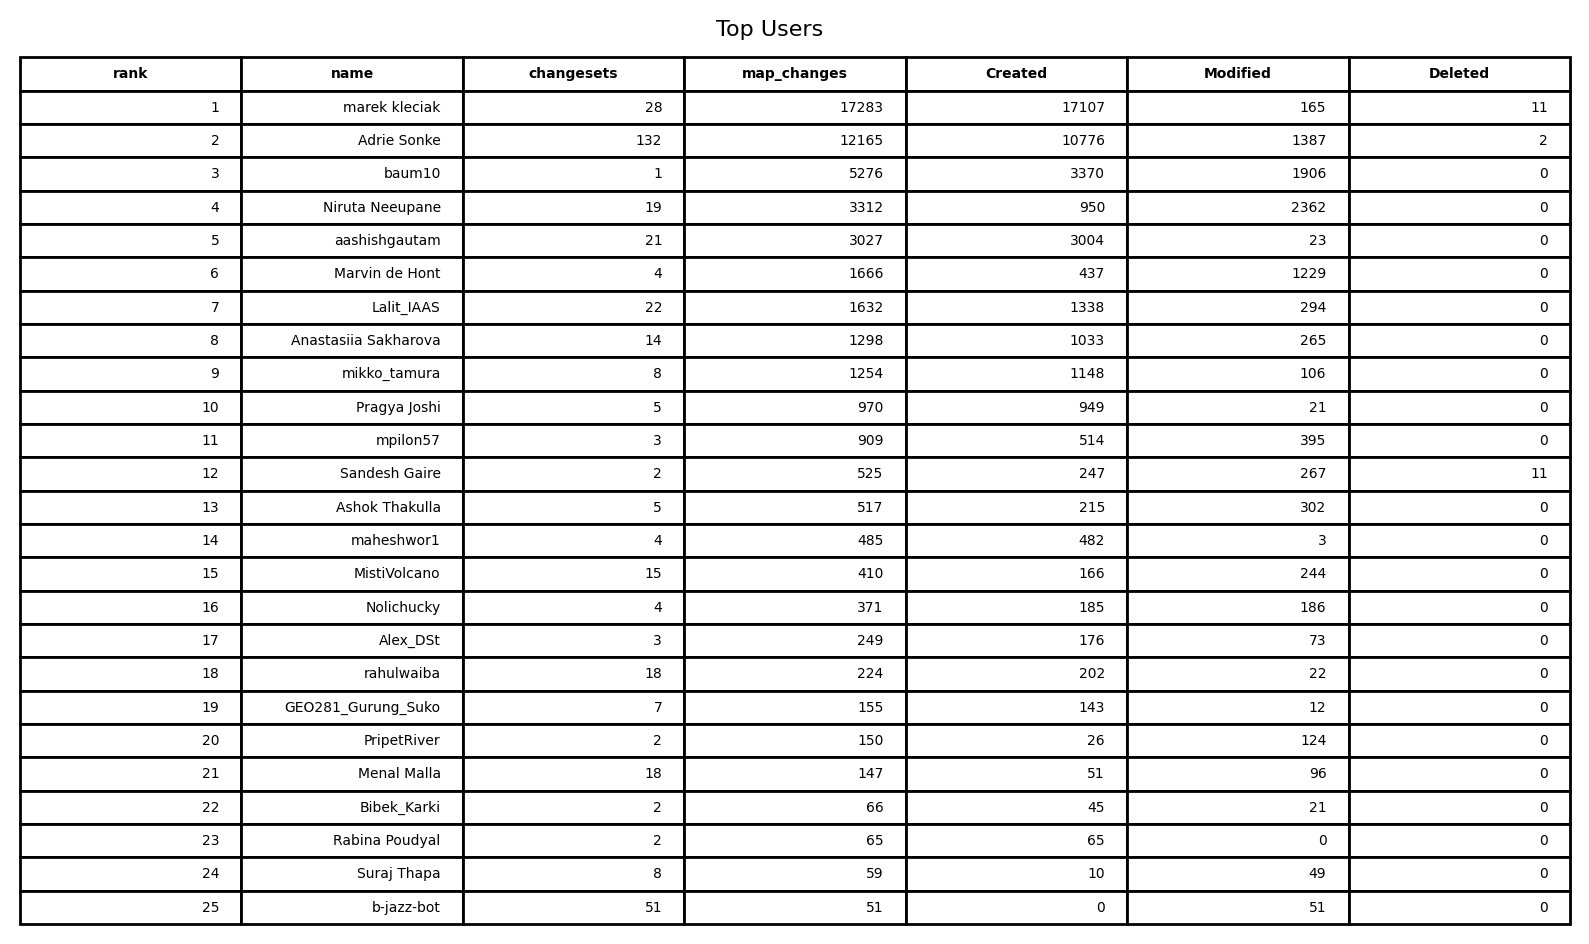 Top Users
rank name changesets map_changes Created Modified Deleted
1 marek kleciak 28 17283 17107 165 11
2 Adrie Sonke 132 12165 10776 1387 2
3 baum10 1 5276 3370 1906 0
4 Niruta Neeupane 19 3312 950 2362 0
5 aashishgautam 21 3027 3004 23 0
6 Marvin de Hont 4 1666 437 1229 0
7 Lalit_IAAS 22 1632 1338 294 0
8 Anastasiia Sakharova 14 1298 1033 265 0
9 mikko_tamura 8 1254 1148 106 0
10 Pragya Joshi 5 970 949 21 0
11 mpilon57 3 909 514 395 0
12 Sandesh Gaire 2 525 247 267 11
13 Ashok Thakulla 5 517 215 302 0
14 maheshwor1 4 485 482 3 0
15 MistiVolcano 15 410 166 244 0
16 Nolichucky 4 371 185 186 0
17 Alex_DSt 3 249 176 73 0
18 rahulwaiba 18 224 202 22 0
19 GEO281_Gurung_Suko 7 155 143 12 0
20 PripetRiver 2 150 26 124 0
21 Menal Malla 18 147 51 96 0
22 Bibek_Karki 2 66 45 21 0
23 Rabina Poudyal 2 65 65 0 0
24 Suraj Thapa 8 59 10 49 0
25 b-jazz-bot 51 51 0 51 0